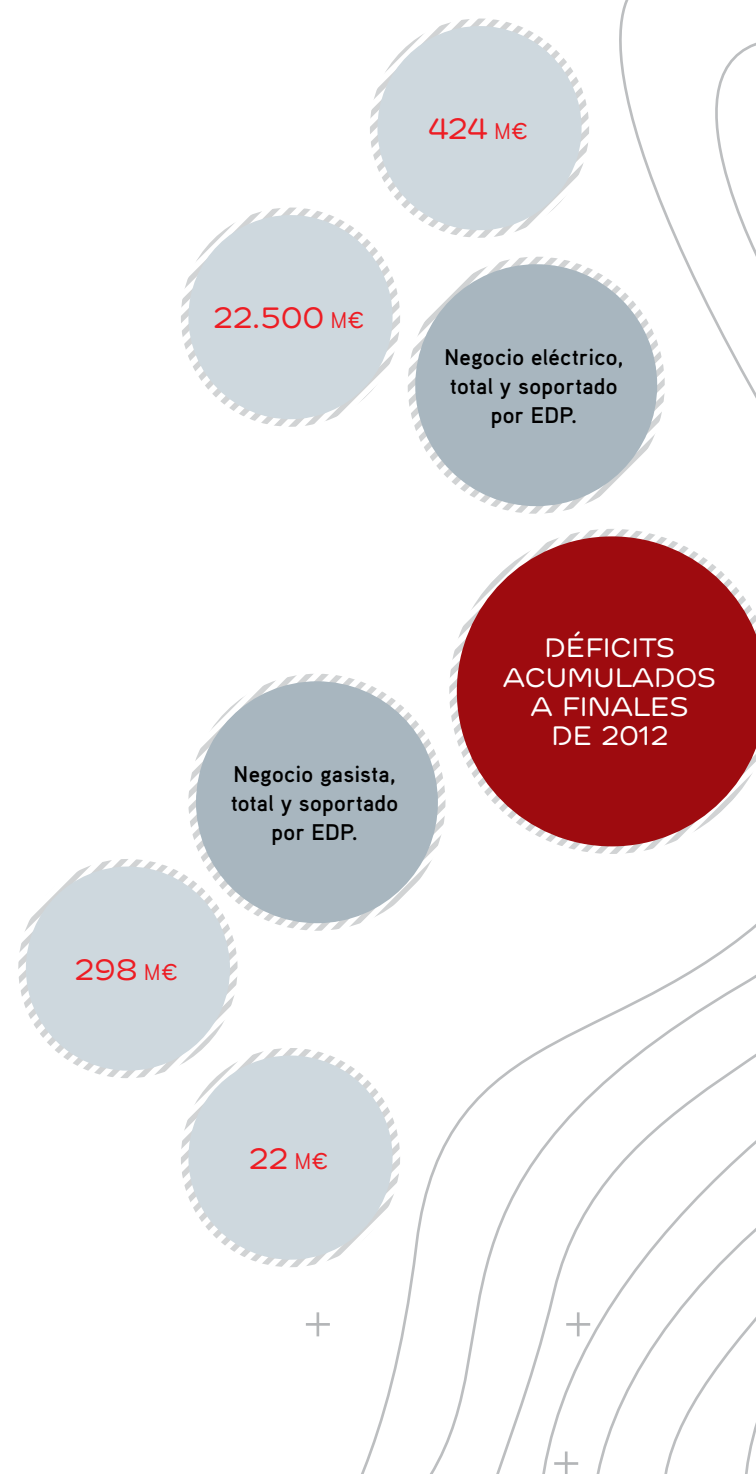 424 M€
22.500 M€
Negocio eléctrico,
total y soportado
por EDP.
DÉFICITS
ACUMULADOS
A FINALES
DE 2012
Negocio gasista,
total y soportado
por EDP.
298 M€
22 M€